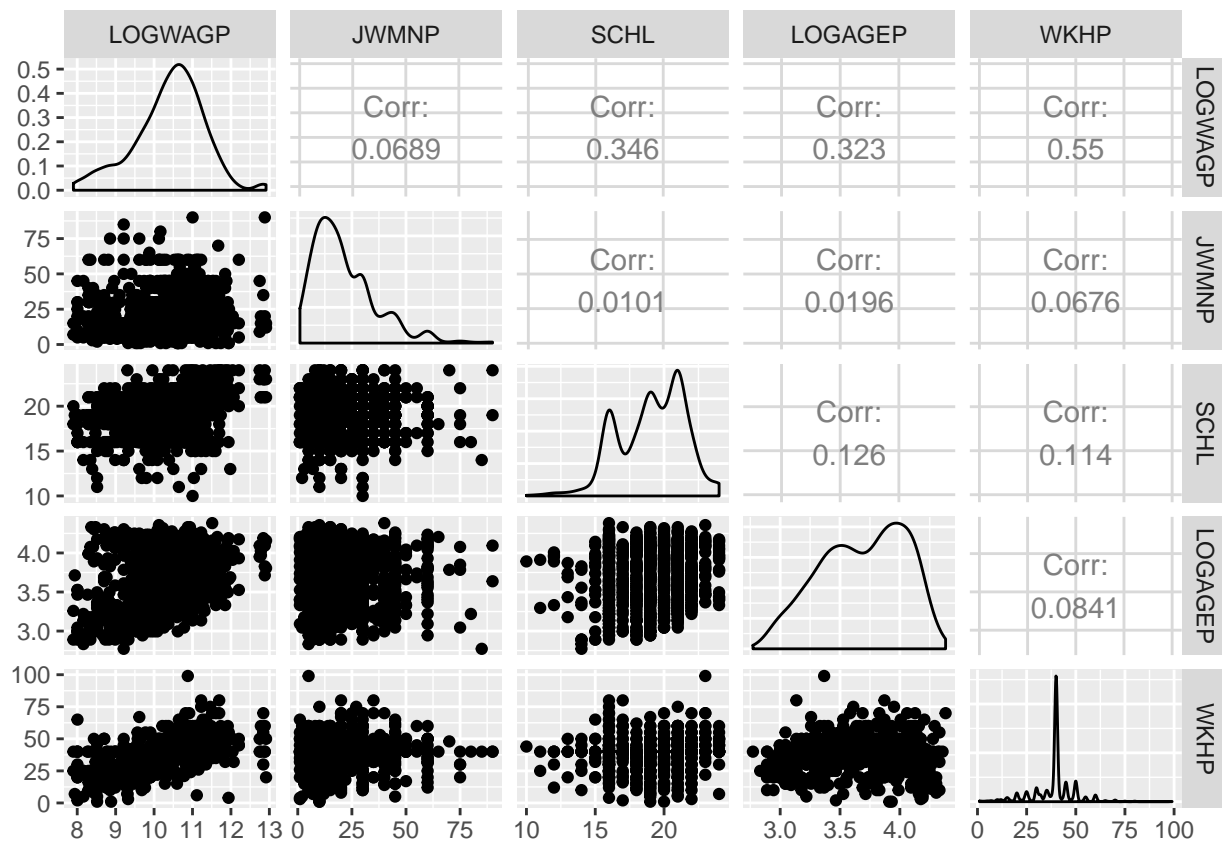 LOGWAGP JWMNP SCHL LOGAGEP WKHP
0.5
0.4
0.3
0.2
0.1
0.0
Corr:
0.0689
Corr:
0.346
Corr:
0.323
Corr:
0.55
LOGWAGP
75
50
25
0
Corr:
0.0101
Corr:
0.0196
Corr:
0.0676
JWMNP
20
15
10
Corr:
0.126
Corr:
0.114
SCHL
4.0
3.5
3.0
Corr:
0.0841
LOGAGEP
100
75
50
25
0
WKHP
8 9 10 11 12 13 0 25 50 75 10 15 20 3.0 3.5 4.0 0 25 50 75 100